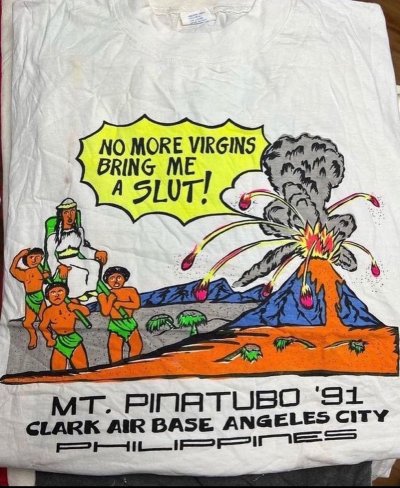 NO MORE VIRGINS
BRING ME
A SLUT!
MT. PINATUBO '91
CLARK AIR BASE ANGELES CITY
PHILIPPINES